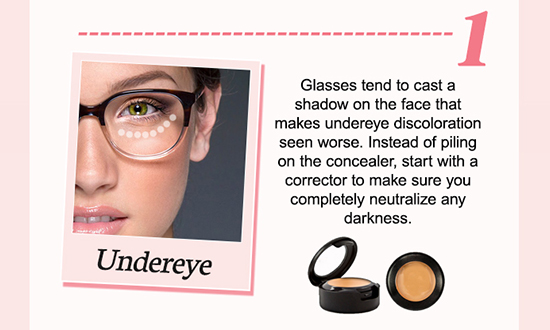 1
Glasses tend to cast a
shadow on the face that
makes undereye discoloration
seen worse. Instead of piling
on the concealer, start with a
corrector to make sure you
completely neutralize any
darkness.
Undereye